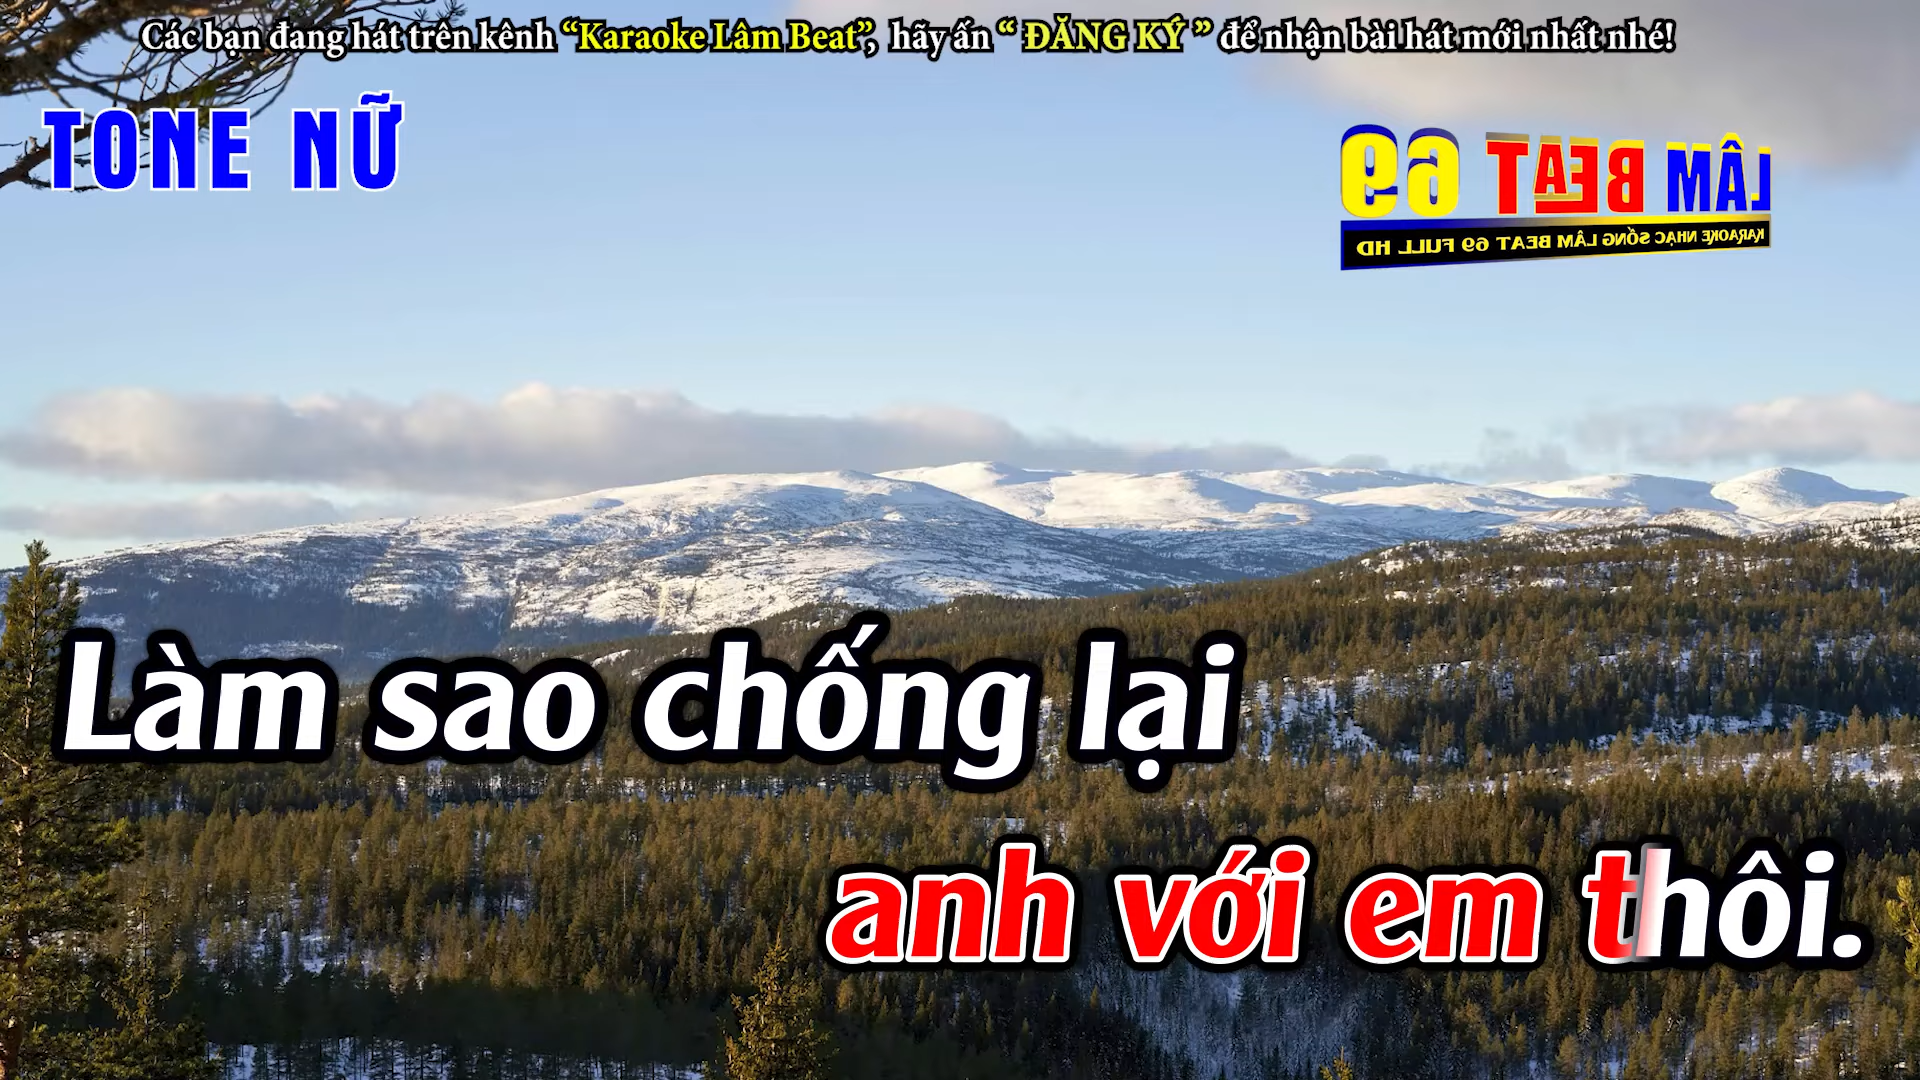 Các bạn đang hát trên kênh “Karaoke Lâm Beat”, hãy ấn “ ĐĂNG KÝ ” để nhận bài hát mới nhất nhé!
TONE NỮ
LÂM BEAT 69
KARAOKE NHẠC SỐNG LÂM BEAT 69 FULL HD
Làm sao chống lại
anh với em thôi.